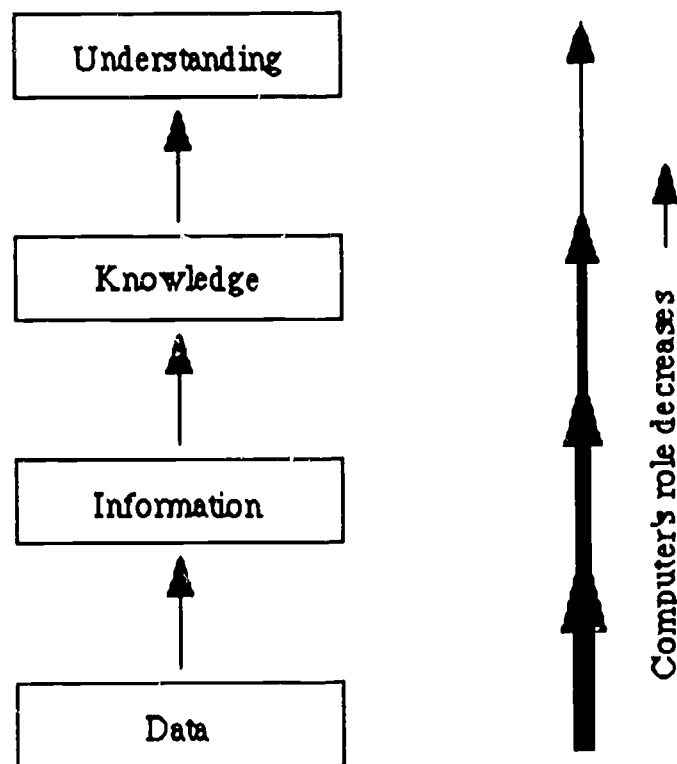 Understanding
Knowledge
Information
Data
Computer's role decreases